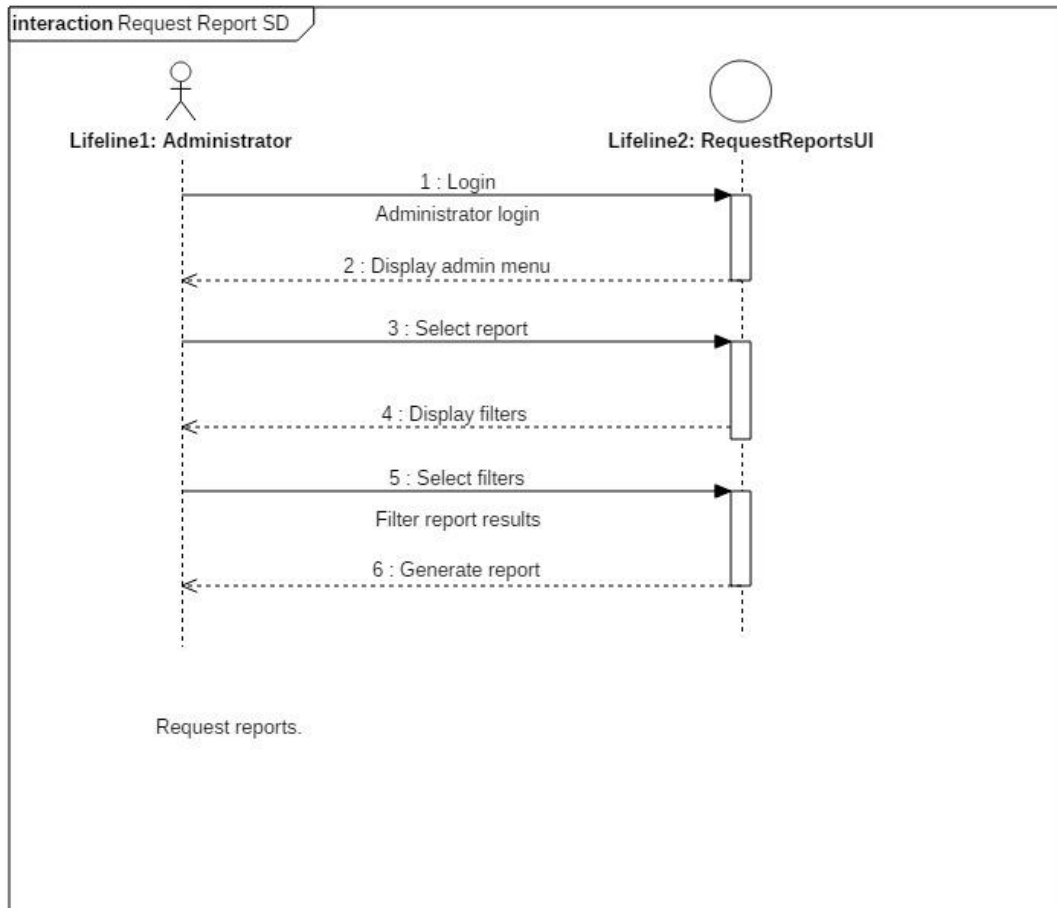 interaction Request Report SD
Lifeline1: Administrator
Lifeline2: RequestReportsUI
1 : Login
Administrator login
2 : Display admin menu
3 : Select report
4 : Display filters
5 : Select filters
Filter report results
6 : Generate report
Request reports.